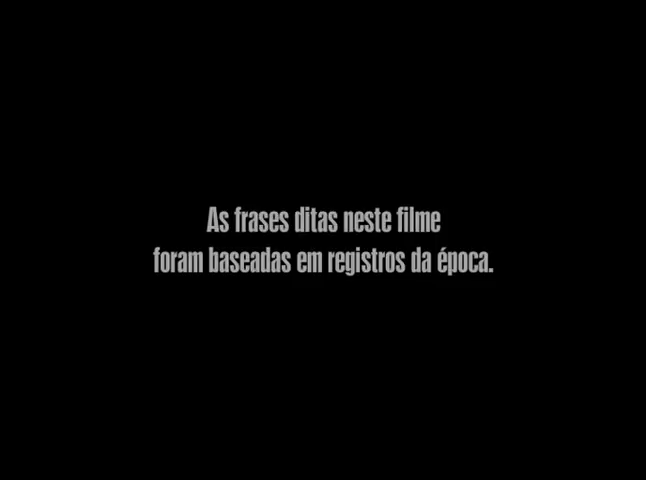 As frases ditas neste filme
foram baseadas em registros da época.